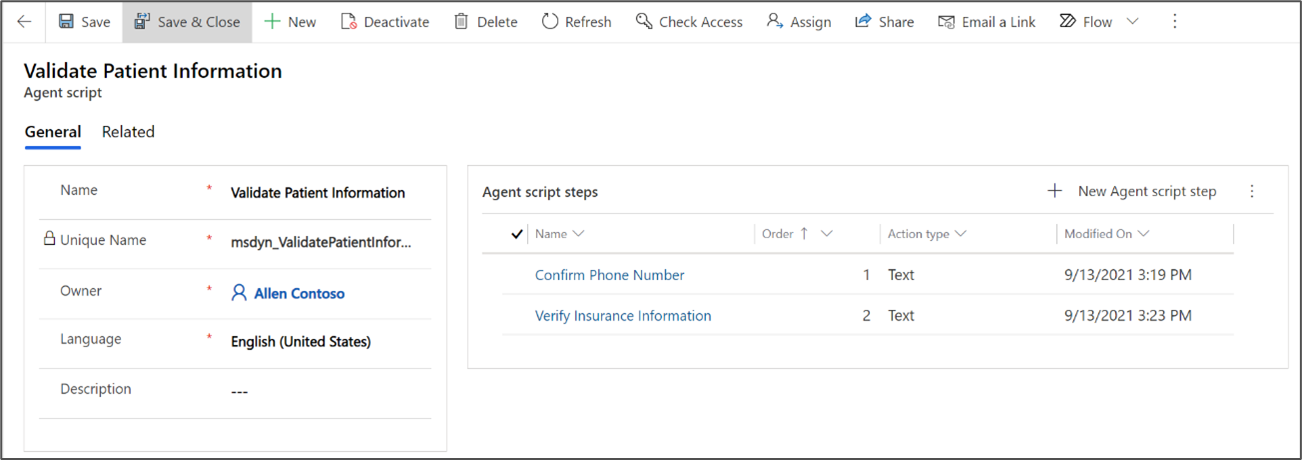 Save Save & Close New Deactivate Delete Refresh Check Access Assign Share Email a Link Flow
Validate Patient Information
Agent script
General Related
Name * Validate Patient Information
Unique Name * msdyn_ValidatePatientInfor...
Owner * Allen Contoso
Language * English (United States)
Description ---
Agent script steps + New Agent script step
Name Order ↑ Action type Modified On
Confirm Phone Number 1 Text 9/13/2021 3:19 PM
Verify Insurance Information 2 Text 9/13/2021 3:23 PM